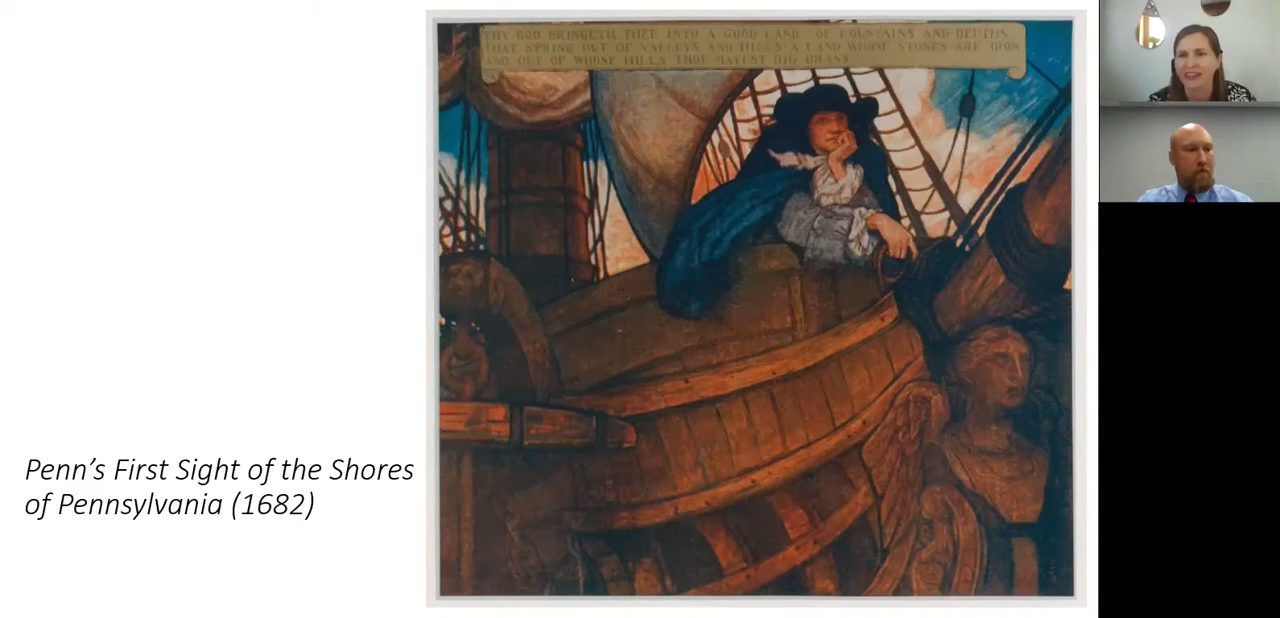 THY GOD BRINGETH THEE INTO A GOOD LAND OF FOUNTAINS AND DEPTHS
THAT SPRING OUT OF VALLEYS AND HILLS A LAND WHOSE STONES ARE IRON
AND OUT OF WHOSE HILLS THOU MAYEST DIG BRASS
Penn’s First Sight of the Shores
of Pennsylvania (1682)